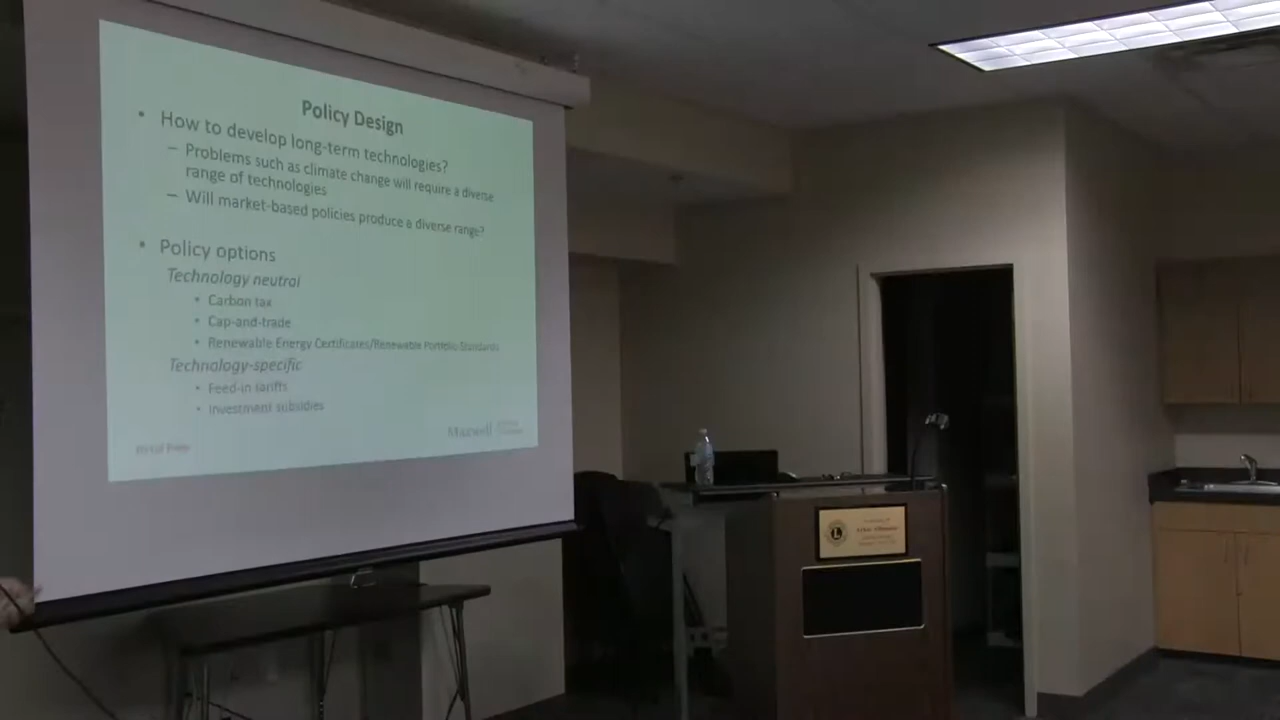 Policy Design
• How to develop long-term technologies?
– Problems such as climate change will require a diverse
range of technologies
– Will market-based policies produce a diverse range?
• Policy options
Technology neutral
• Carbon tax
• Cap-and-trade
• Renewable Energy Certificates/Renewable Portfolio Standards
Technology-specific
• Feed-in tariffs
• Investment subsidies
Maxwell
L